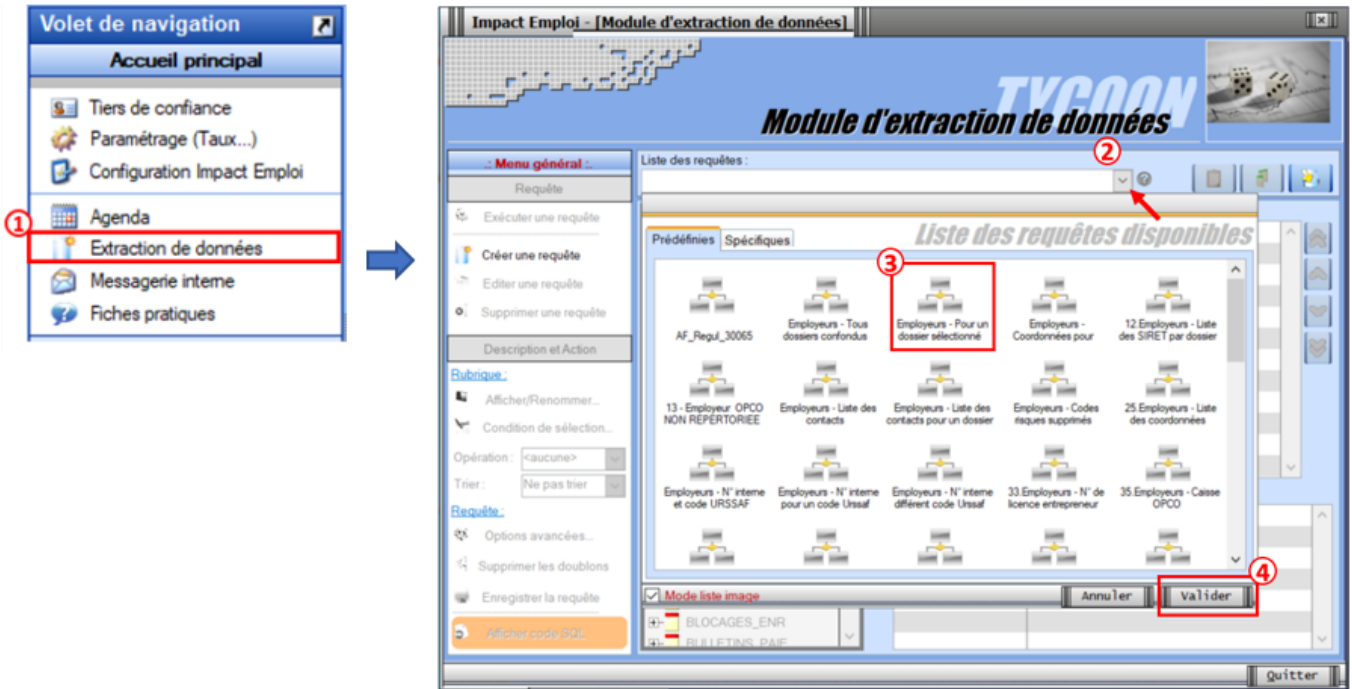 Volet de navigation
Accueil principal
Tiers de confiance
Paramétrage (Taux...)
Configuration Impact Emploi
①
Agenda
Extraction de données
Messagerie interne
Fiches pratiques
Impact Emploi - [Module d'extraction de données]
TYCOON
Module d'extraction de données
.: Menu général :.
Requête
Exécuter une requête
Créer une requête
Editer une requête
Supprimer une requête
Description et Action
Rubrique :
Afficher/Renommer...
Condition de sélection...
Opération : <aucune>
Trier : Ne pas trier
Requête :
Options avancées...
Supprimer les doublons
Enregistrer la requête
Afficher code SQL
Liste des requêtes :
②
Liste des requêtes disponibles
Prédéfinies Spécifiques
③
AF_Regul_30065
Employeurs - Tous
dossiers confondus
Employeurs - Pour un
dossier sélectionné
Employeurs -
Coordonnées pour
12.Employeurs - Liste
des SIRET par dossier
13 - Employeur OPCO
NON REPERTORIEE
Employeurs - Liste des
contacts
Employeurs - Liste des
contacts pour un dossier
Employeurs - Codes
risques supprimés
25.Employeurs - Liste
des coordonnées
Employeurs - N° interne
et code URSSAF
Employeurs - N° interne
pour un code Urssaf
Employeurs - N° interne
différent code Urssaf
33.Employeurs - N° de
licence entrepreneur
35.Employeurs - Caisse
OPCO
④
Mode liste image
Annuler
Valider
BLOCAGES_ENR
BULLETINS_PAIE
Quitter